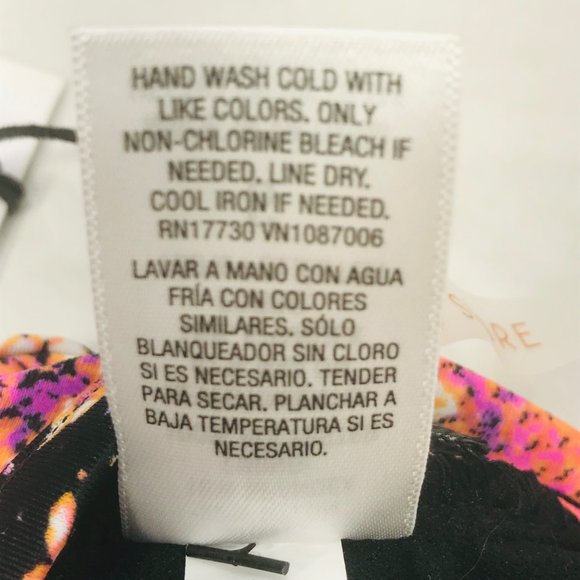 HAND WASH COLD WITH
LIKE COLORS. ONLY
NON-CHLORINE BLEACH IF
NEEDED. LINE DRY.
COOL IRON IF NEEDED.
RN17730 VN1087006
LAVAR A MANO CON AGUA
FRÍA CON COLORES
SIMILARES. SÓLO
BLANQUEADOR SIN CLORO
SI ES NECESARIO. TENDER
PARA SECAR. PLANCHAR A
BAJA TEMPERATURA SI ES
NECESARIO.